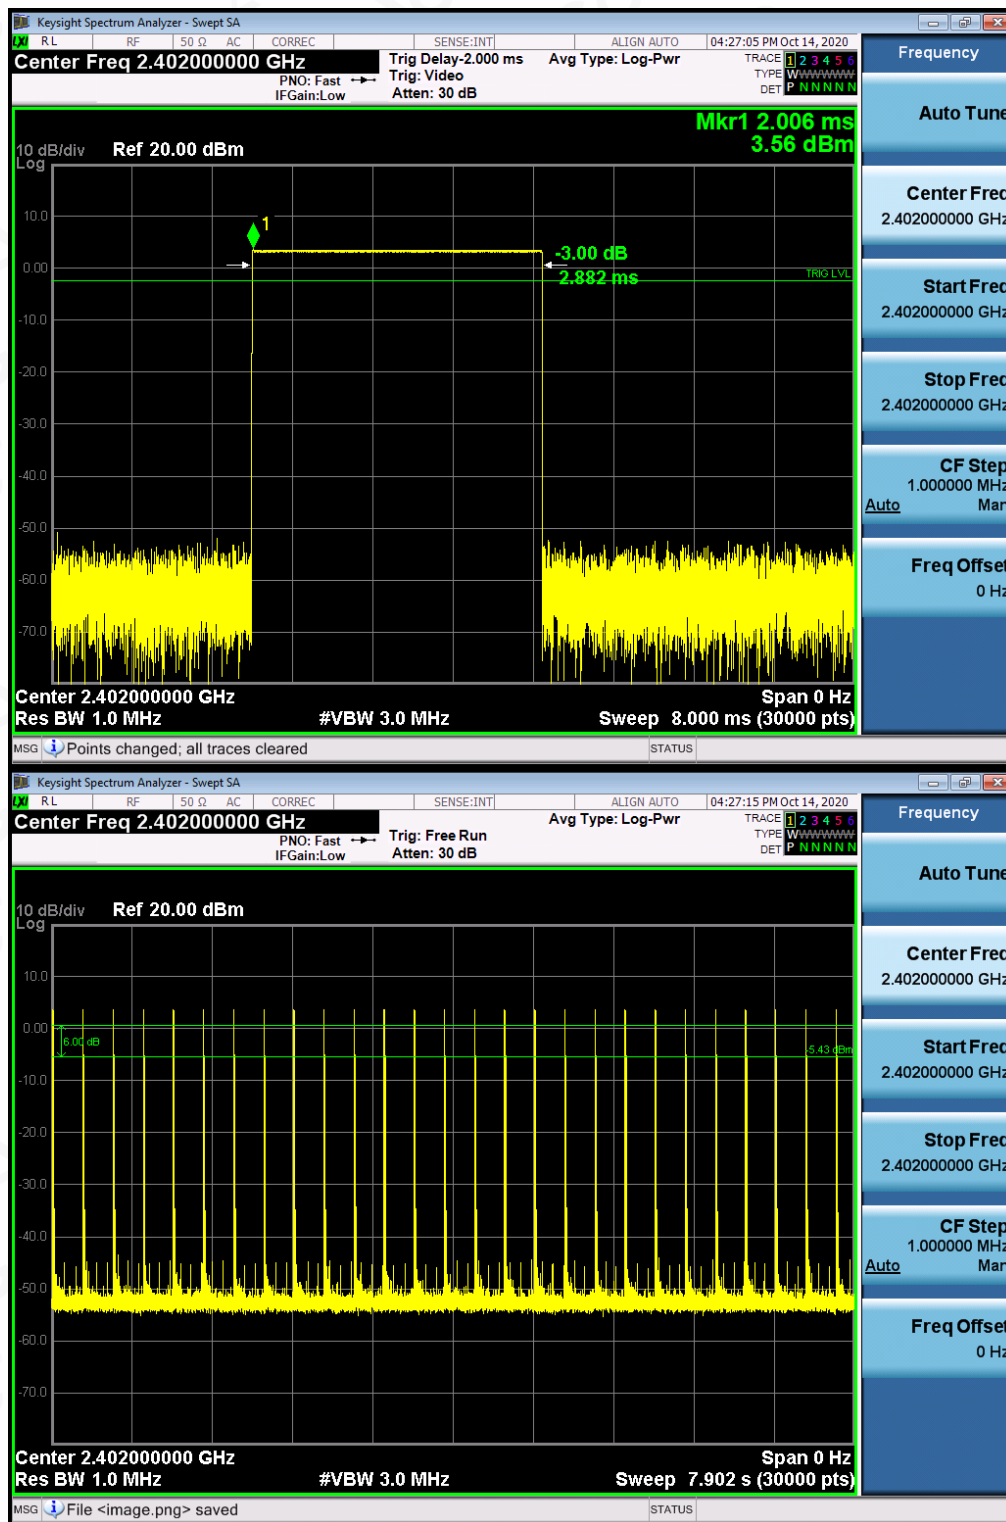 Keysight Spectrum Analyzer - Swept SA
LXI RL RF 50 Ω AC CORREC SENSE:INT ALIGN AUTO 04:27:05 PM Oct 14, 2020
Center Freq 2.402000000 GHz
PNO: Fast
IFGain:Low
Trig Delay-2.000 ms
Trig: Video
Atten: 30 dB
Avg Type: Log-Pwr
TRACE 1 2 3 4 5 6
TYPE WWWWWW
DET P N N N N N
Mkr1 2.006 ms
3.56 dBm
10 dB/div Ref 20.00 dBm
Log
10.0
1
-3.00 dB
0.00
TRIG LVL
2.882 ms
-10.0
-20.0
-30.0
-40.0
-50.0
-60.0
-70.0
Center 2.402000000 GHz Span 0 Hz
Res BW 1.0 MHz #VBW 3.0 MHz Sweep 8.000 ms (30000 pts)
MSG Points changed; all traces cleared STATUS
Frequency
Auto Tune
Center Freq
2.402000000 GHz
Start Freq
2.402000000 GHz
Stop Freq
2.402000000 GHz
CF Step
1.000000 MHz
Auto Man
Freq Offset
0 Hz
Keysight Spectrum Analyzer - Swept SA
LXI RL RF 50 Ω AC CORREC SENSE:INT ALIGN AUTO 04:27:15 PM Oct 14, 2020
Center Freq 2.402000000 GHz
PNO: Fast
IFGain:Low
Trig: Free Run
Atten: 30 dB
Avg Type: Log-Pwr
TRACE 1 2 3 4 5 6
TYPE WWWWWW
DET P N N N N N
10 dB/div Ref 20.00 dBm
Log
10.0
0.00
6.00 dB
-5.43 dBm
-10.0
-20.0
-30.0
-40.0
-50.0
-60.0
-70.0
Center 2.402000000 GHz Span 0 Hz
Res BW 1.0 MHz #VBW 3.0 MHz Sweep 7.902 s (30000 pts)
MSG File <image.png> saved STATUS
Frequency
Auto Tune
Center Freq
2.402000000 GHz
Start Freq
2.402000000 GHz
Stop Freq
2.402000000 GHz
CF Step
1.000000 MHz
Auto Man
Freq Offset
0 Hz